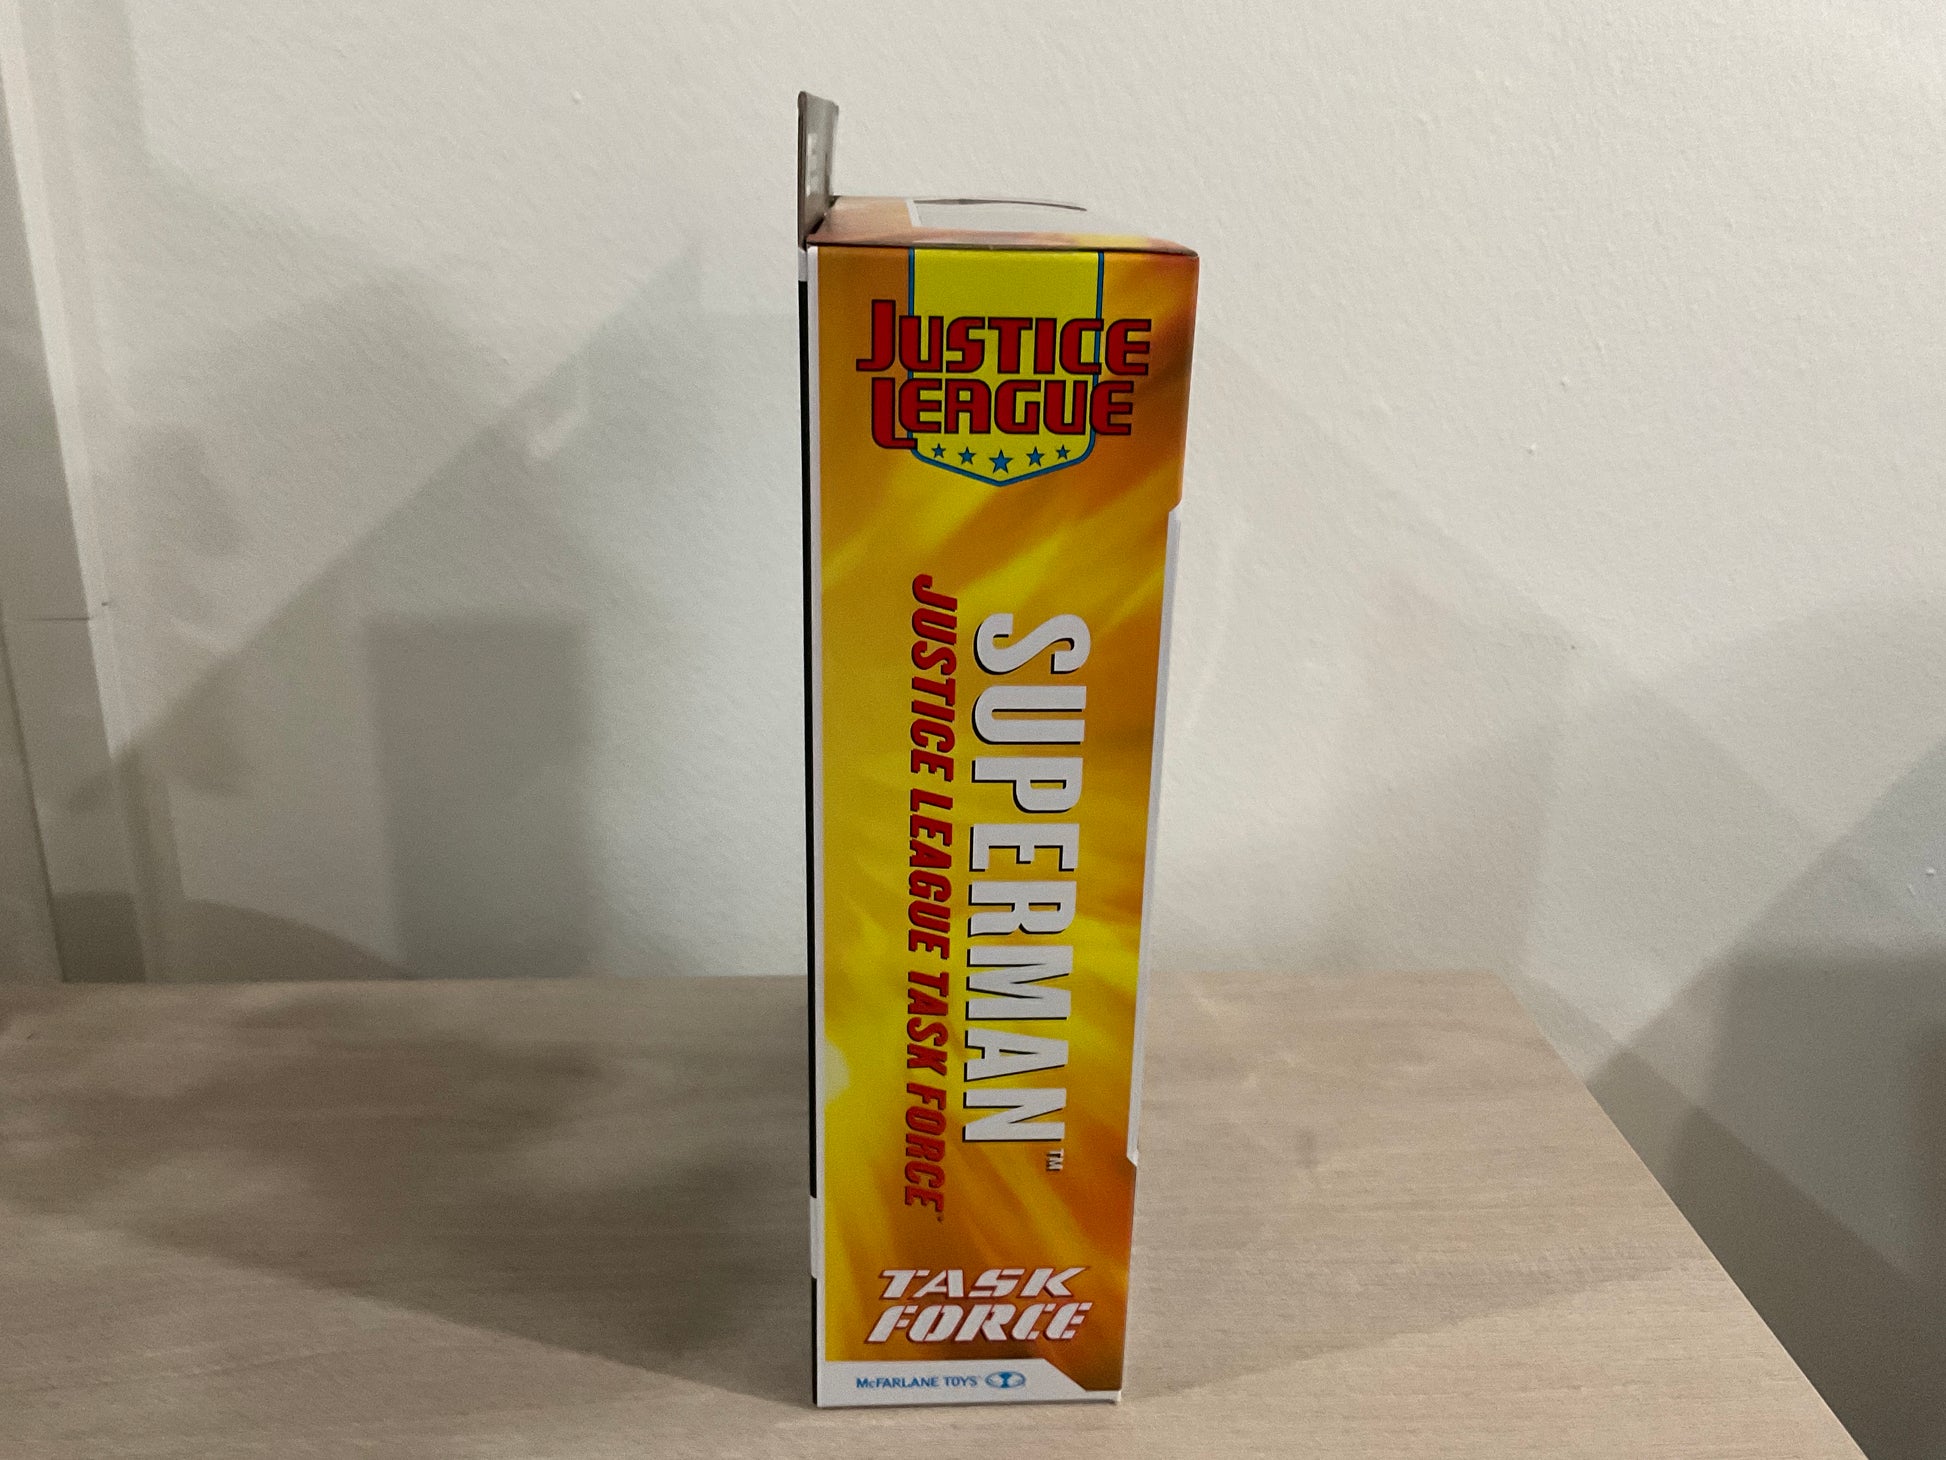 JUSTICE
LEAGUE
SUPERMAN™
JUSTICE LEAGUE TASK FORCE
TASK
FORCE
McFARLANE TOYS